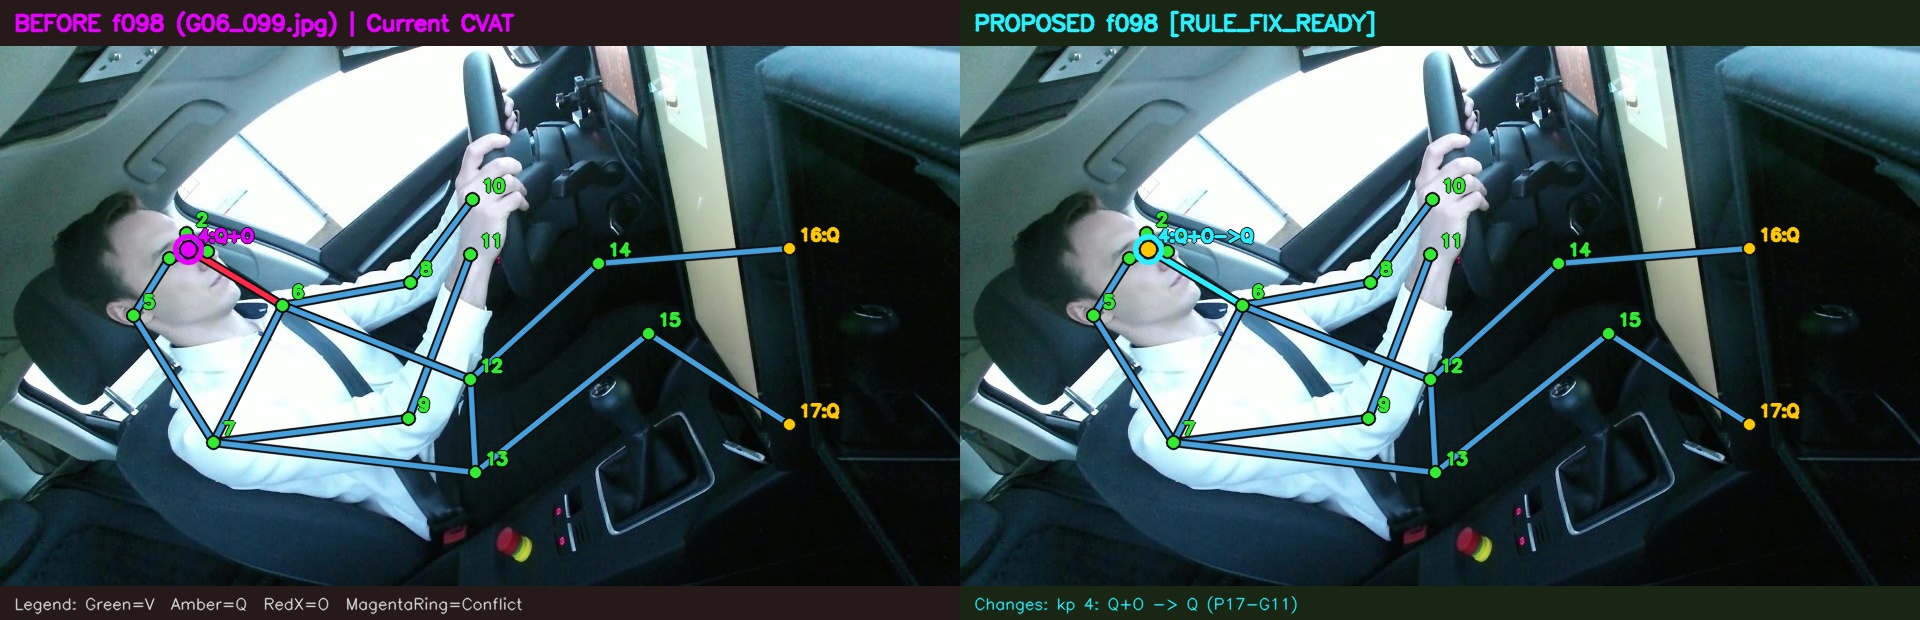 BEFORE f098 (G06_099.jpg) | Current CVAT
PROPOSED f098 [RULE_FIX_READY]
2
4:Q+O
5
6
7
8
9
10
11
12
13
14
15
16:Q
17:Q
2
4:Q+O->Q
5
6
7
8
9
10
11
12
13
14
15
16:Q
17:Q
Legend: Green=V Amber=Q RedX=O MagentaRing=Conflict
Changes: kp 4: Q+O -> Q (P17-G11)